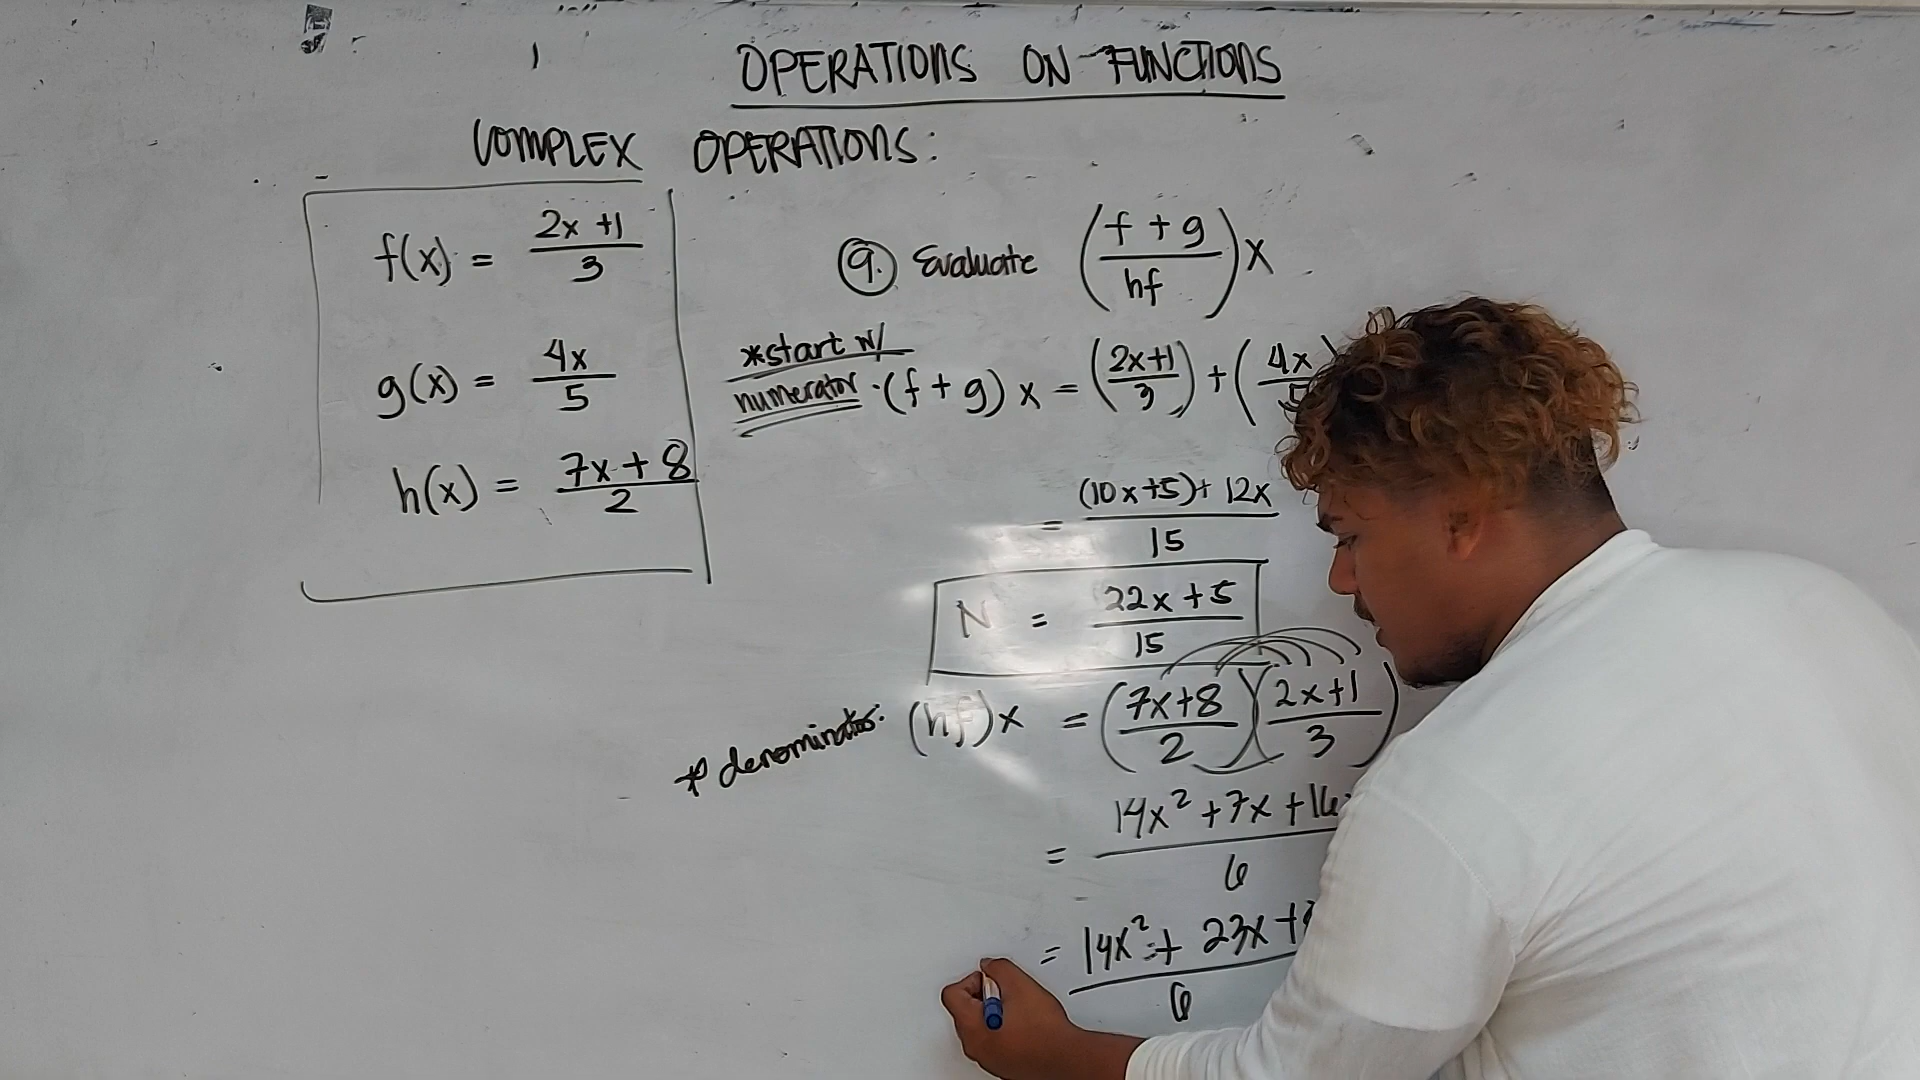 OPERATIONS ON FUNCTIONS
COMPLEX OPERATIONS:
f(x) = 2x + 1 / 3
g(x) = 4x / 5
h(x) = 7x + 8 / 2
9. Evaluate (f + g / hf) x
*start w/ numerator · (f + g) x = (2x+1 / 3) + (4x / 5
= (10x+5) + 12x / 15
N = 22x + 5 / 15
* denominator: (hf)x = (7x+8 / 2)(2x+1 / 3)
= 14x² + 7x + 16 / 6
= 14x² + 23x + / 6